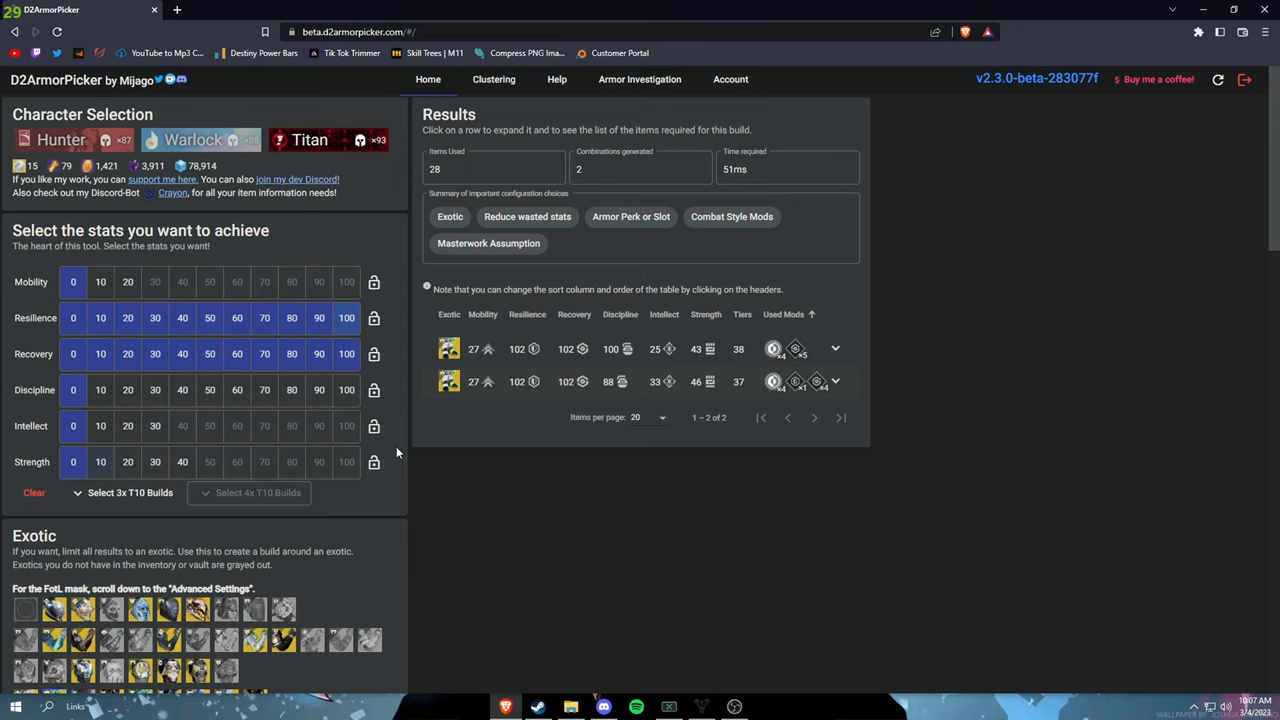 29
D2ArmorPicker
beta.d2armorpicker.com/#/
YouTube to Mp3 C...
Destiny Power Bars
Tik Tok Trimmer
Skill Trees | M11
Compress PNG Ima...
Customer Portal
D2ArmorPicker by Mijago
Home
Clustering
Help
Armor Investigation
Account
v2.3.0-beta-283077f
$ Buy me a coffee!
Character Selection
Hunter ×87
Warlock ×88
Titan ×93
15 79 1,421 3,911 78,914
If you like my work, you can support me here. You can also join my dev Discord!
Also check out my Discord-Bot Crayon, for all your item information needs!
Select the stats you want to achieve
The heart of this tool. Select the stats you want!
Mobility 0 10 20 30 40 50 60 70 80 90 100
Resilience 0 10 20 30 40 50 60 70 80 90 100
Recovery 0 10 20 30 40 50 60 70 80 90 100
Discipline 0 10 20 30 40 50 60 70 80 90 100
Intellect 0 10 20 30 40 50 60 70 80 90 100
Strength 0 10 20 30 40 50 60 70 80 90 100
Clear
Select 3x T10 Builds
Select 4x T10 Builds
Exotic
If you want, limit all results to an exotic. Use this to create a build around an exotic.
Exotics you do not have in the inventory or vault are grayed out.
For the FotL mask, scroll down to the "Advanced Settings".
Results
Click on a row to expand it and to see the list of the items required for this build.
Items Used
28
Combinations generated
2
Time required
51ms
Summary of important configuration choices
Exotic
Reduce wasted stats
Armor Perk or Slot
Combat Style Mods
Masterwork Assumption
Note that you can change the sort column and order of the table by clicking on the headers.
Exotic Mobility Resilience Recovery Discipline Intellect Strength Tiers Used Mods
27 102 102 100 25 43 38 ×4 ×5
27 102 102 88 33 46 37 ×4 ×1 ×4
Items per page: 20 1 – 2 of 2
Links
10:07 AM
3/4/2023